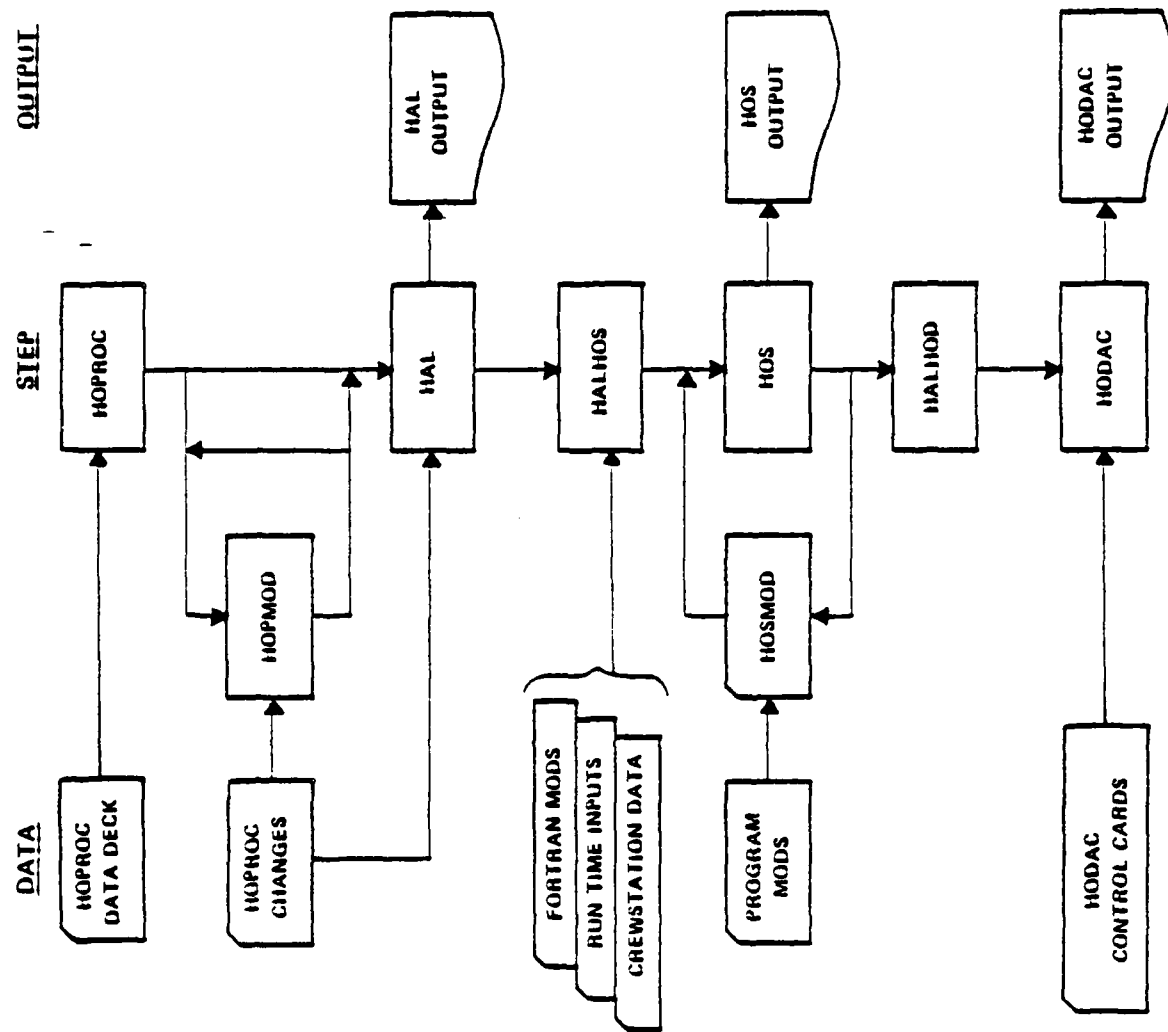 DATA
STEP
OUTPUT
HOPROC
DATA DECK
HOPROC
HOPROC
CHANGES
HOPMOD
HAL
HAL
OUTPUT
FORTRAN MODS
RUN TIME INPUTS
CREWSTATION DATA
HALHOS
PROGRAM
MODS
HOSMOD
HOS
HOS
OUTPUT
HALHOD
HODAC
CONTROL CARDS
HODAC
HODAC
OUTPUT